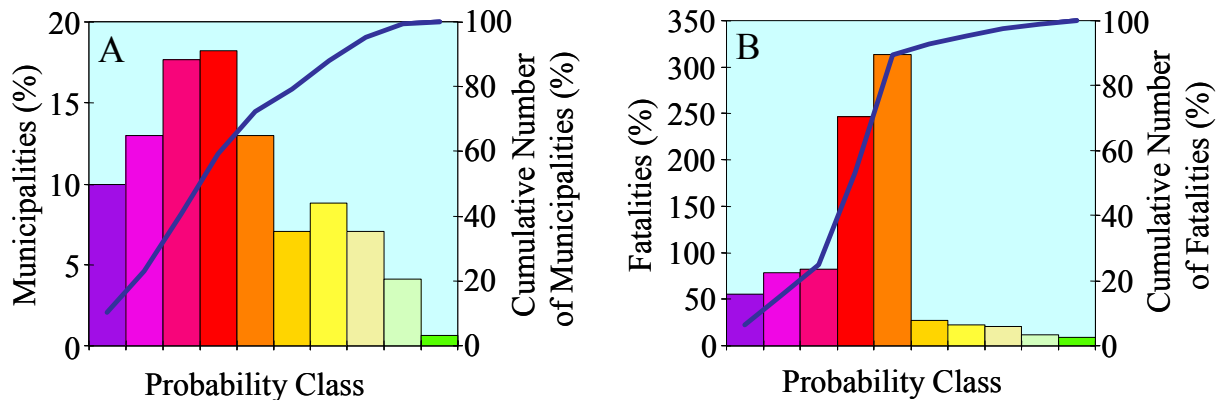 A
Municipalities (%)
20
15
10
5
0
100
80
60
40
20
0
Cumulative Number
of Municipalities (%)
Probability Class
B
Fatalities (%)
350
300
250
200
150
100
50
0
100
80
60
40
20
0
Cumulative Number
of Fatalities (%)
Probability Class